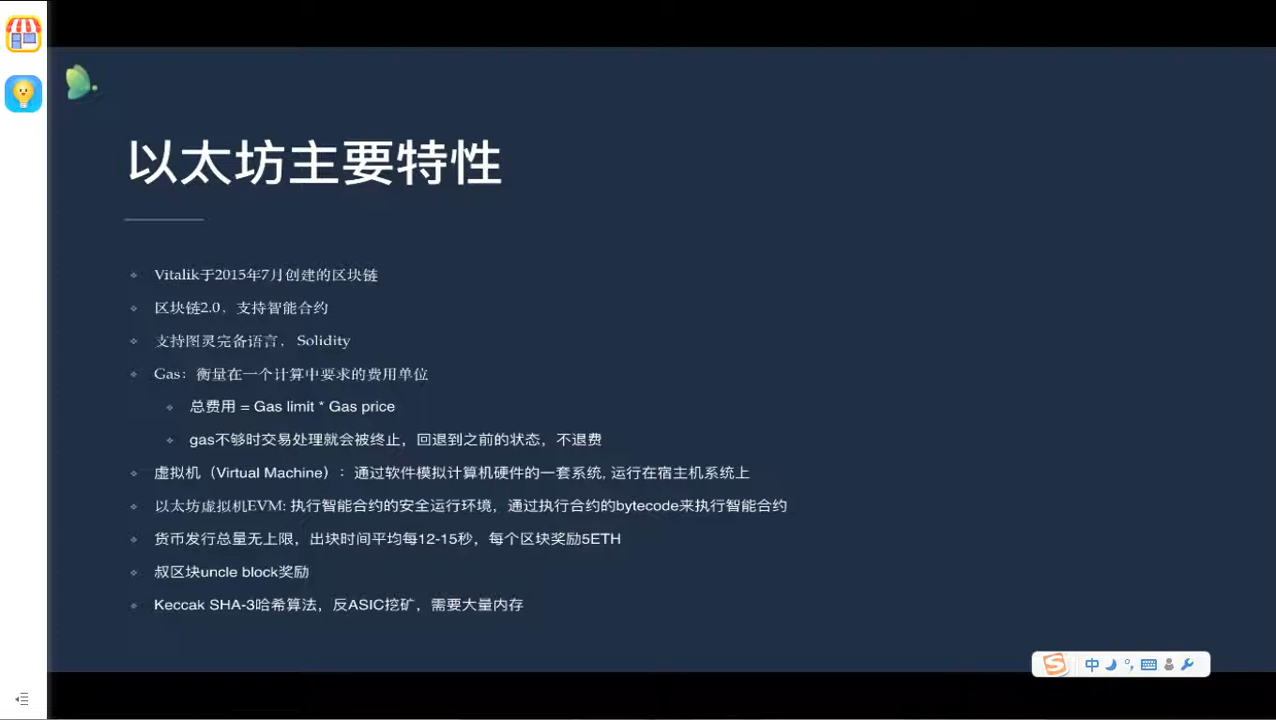 以太坊主要特性
Vitalik于2015年7月创建的区块链
区块链2.0，支持智能合约
支持图灵完备语言，Solidity
Gas：衡量在一个计算中要求的费用单位
总费用 = Gas limit * Gas price
gas不够时交易处理就会被终止，回退到之前的状态，不退费
虚拟机（Virtual Machine）：通过软件模拟计算机硬件的一套系统, 运行在宿主机系统上
以太坊虚拟机EVM: 执行智能合约的安全运行环境，通过执行合约的bytecode来执行智能合约
货币发行总量无上限，出块时间平均每12-15秒，每个区块奖励5ETH
叔区块uncle block奖励
Keccak SHA-3哈希算法，反ASIC挖矿，需要大量内存
S 中